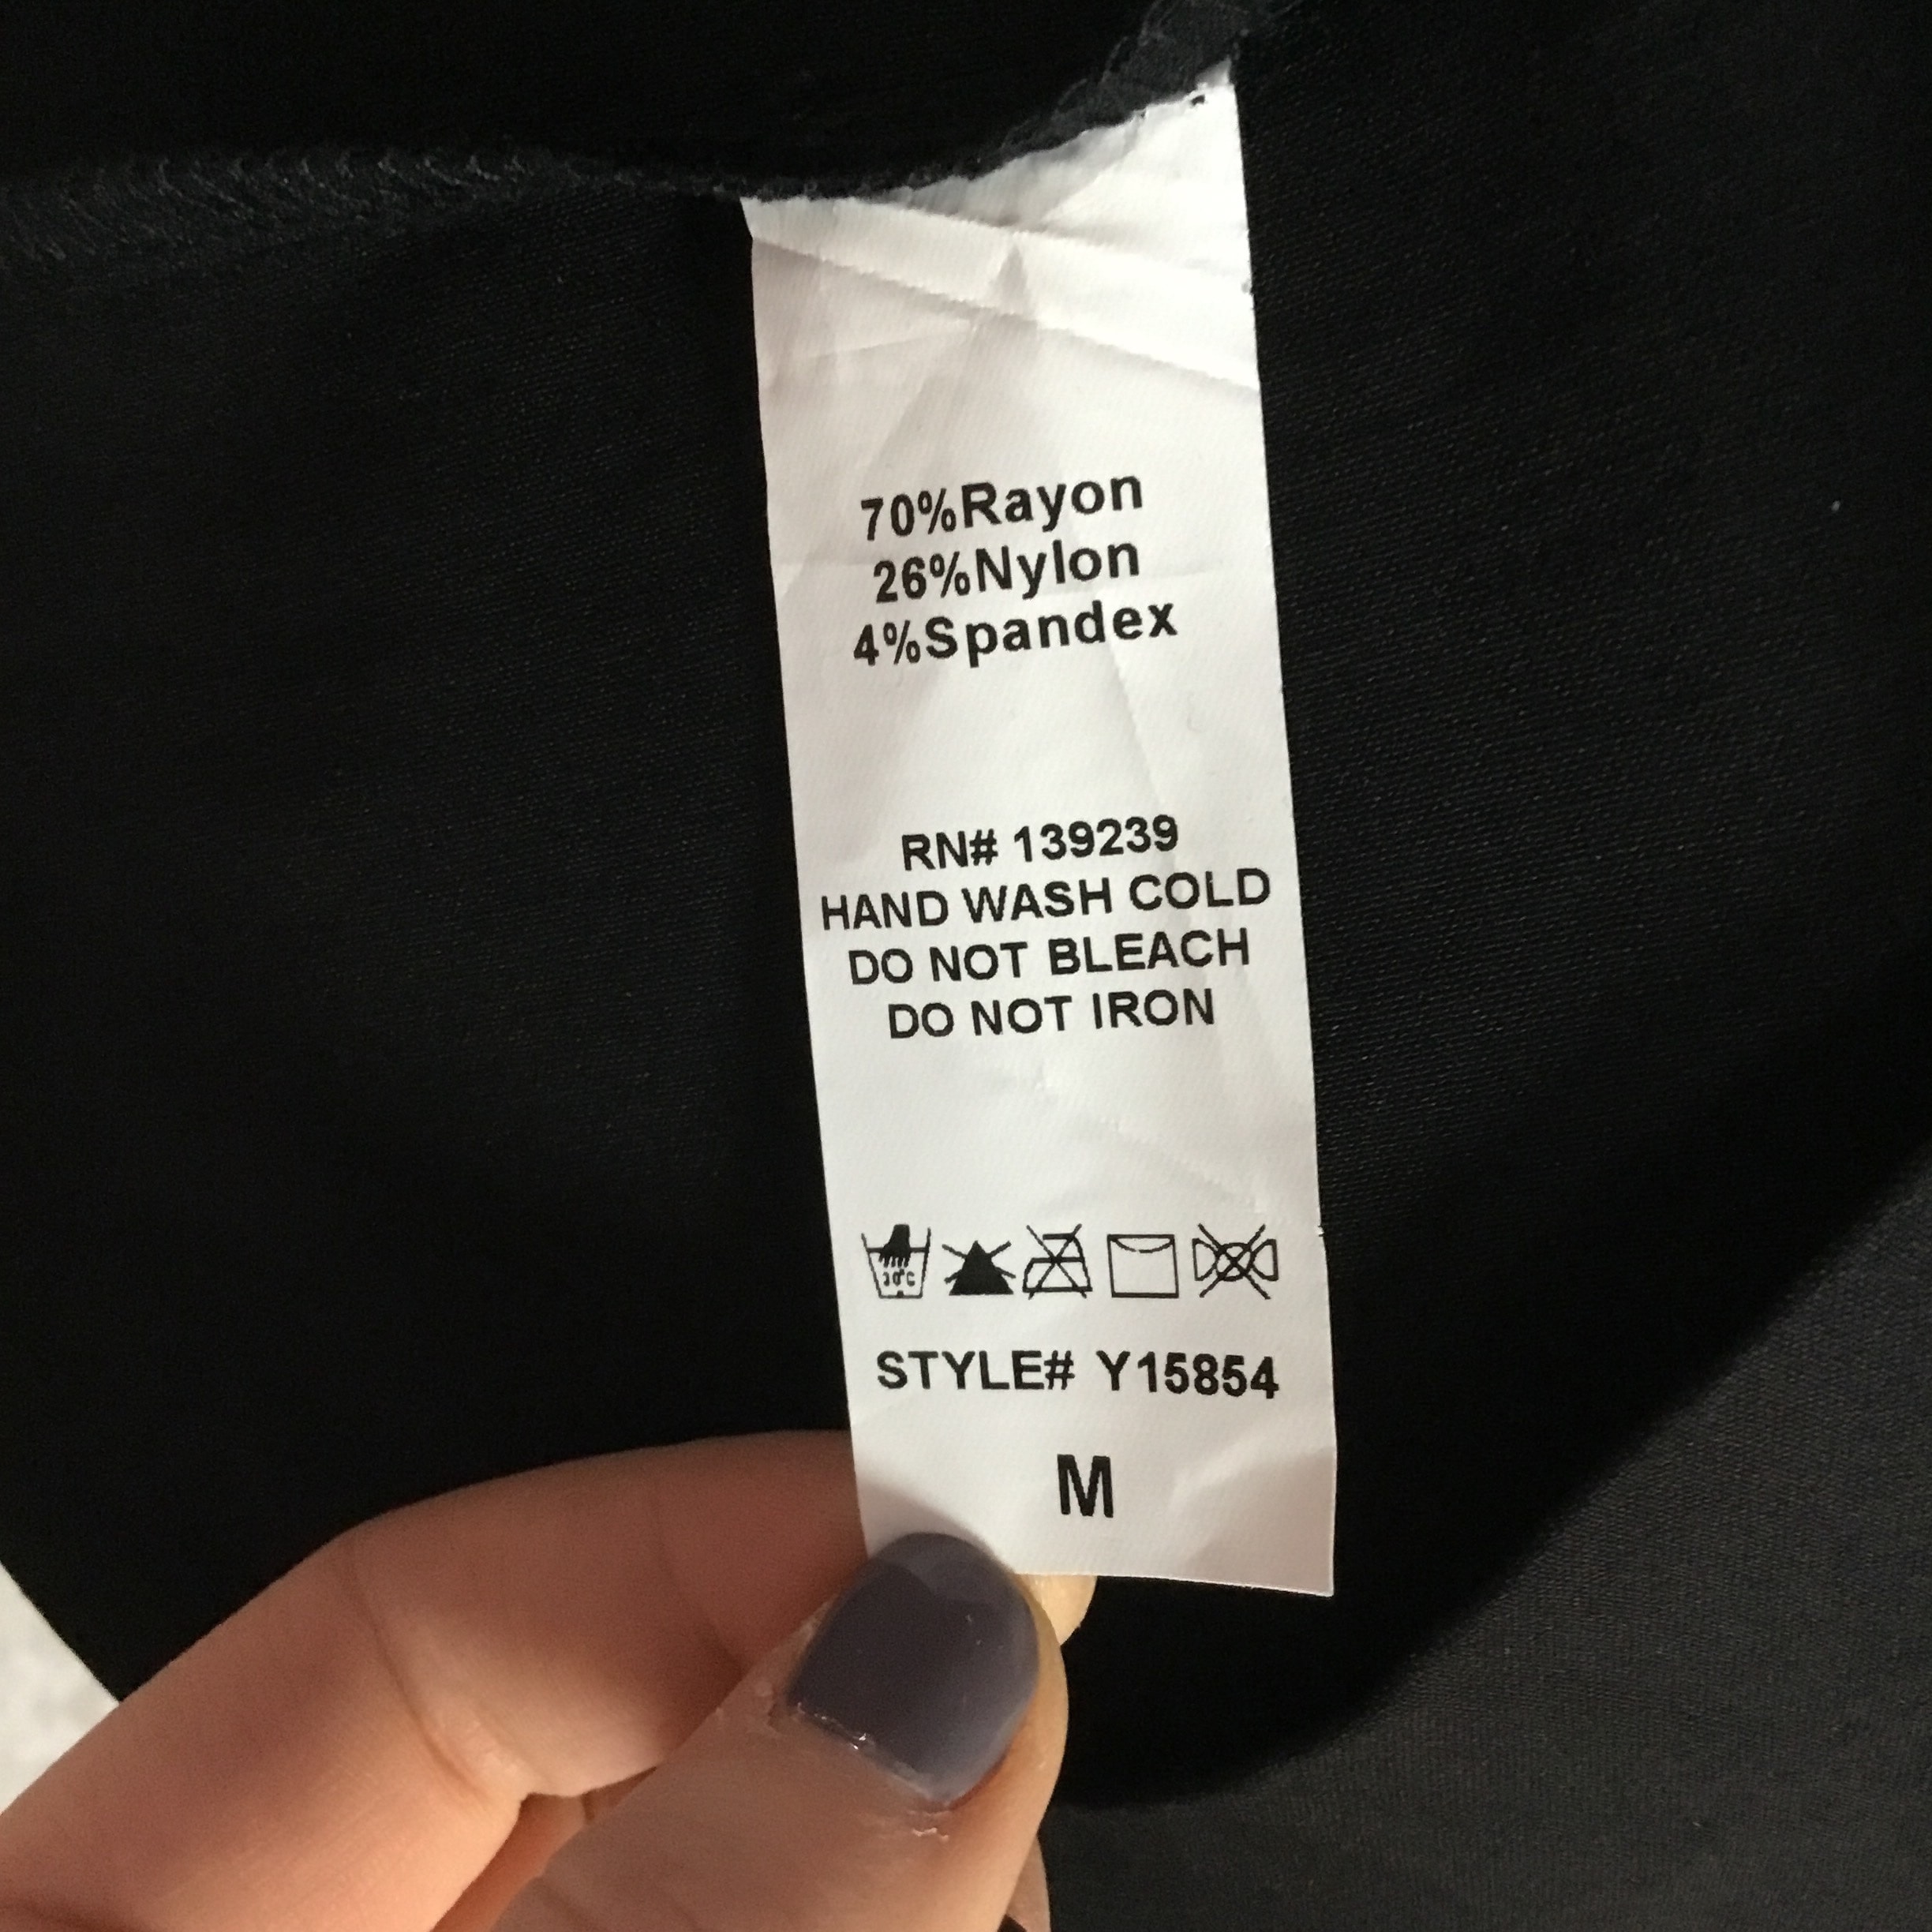 70%Rayon
26%Nylon
4%Spandex
RN# 139239
HAND WASH COLD
DO NOT BLEACH
DO NOT IRON
30°C
STYLE# Y15854
M